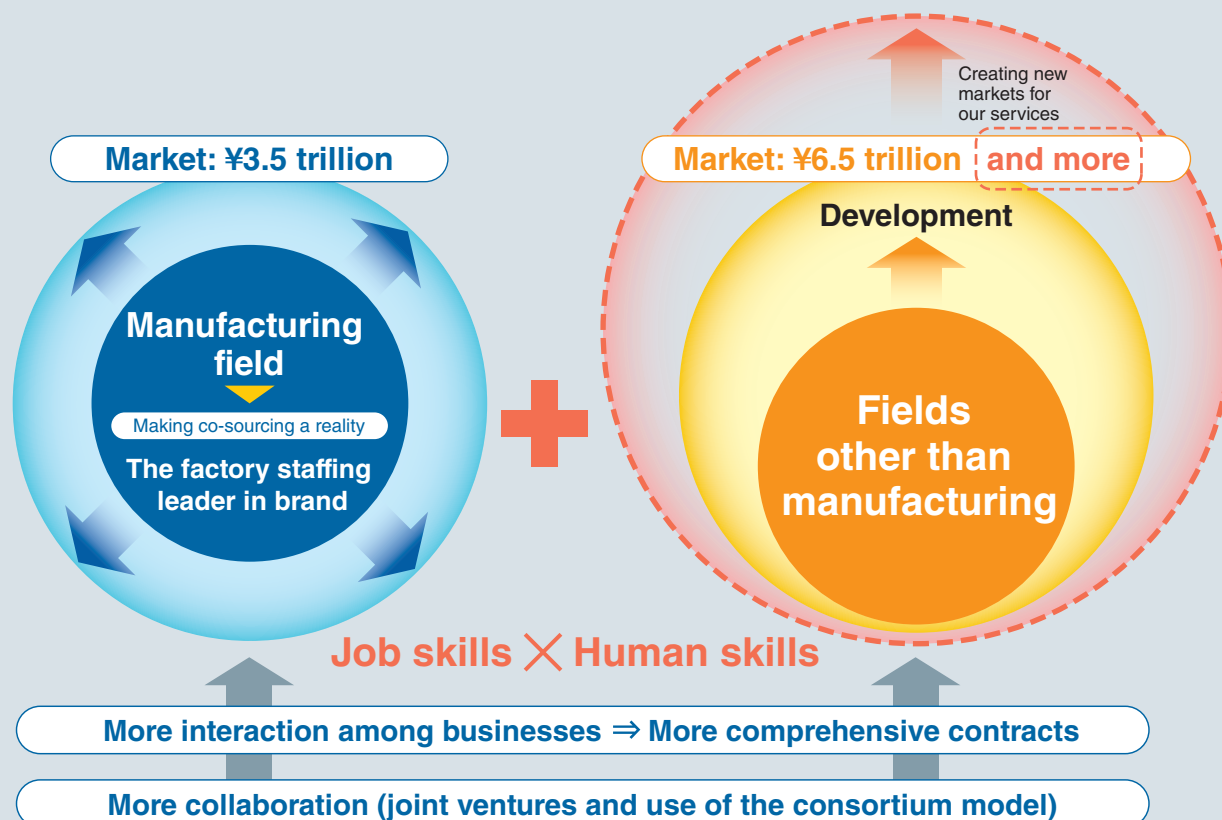 Creating new
markets for
our services
Market: ¥3.5 trillion
Market: ¥6.5 trillion and more
Development
Manufacturing
field
Making co-sourcing a reality
The factory staffing
leader in brand
Fields
other than
manufacturing
Job skills × Human skills
More interaction among businesses ⇒ More comprehensive contracts
More collaboration (joint ventures and use of the consortium model)